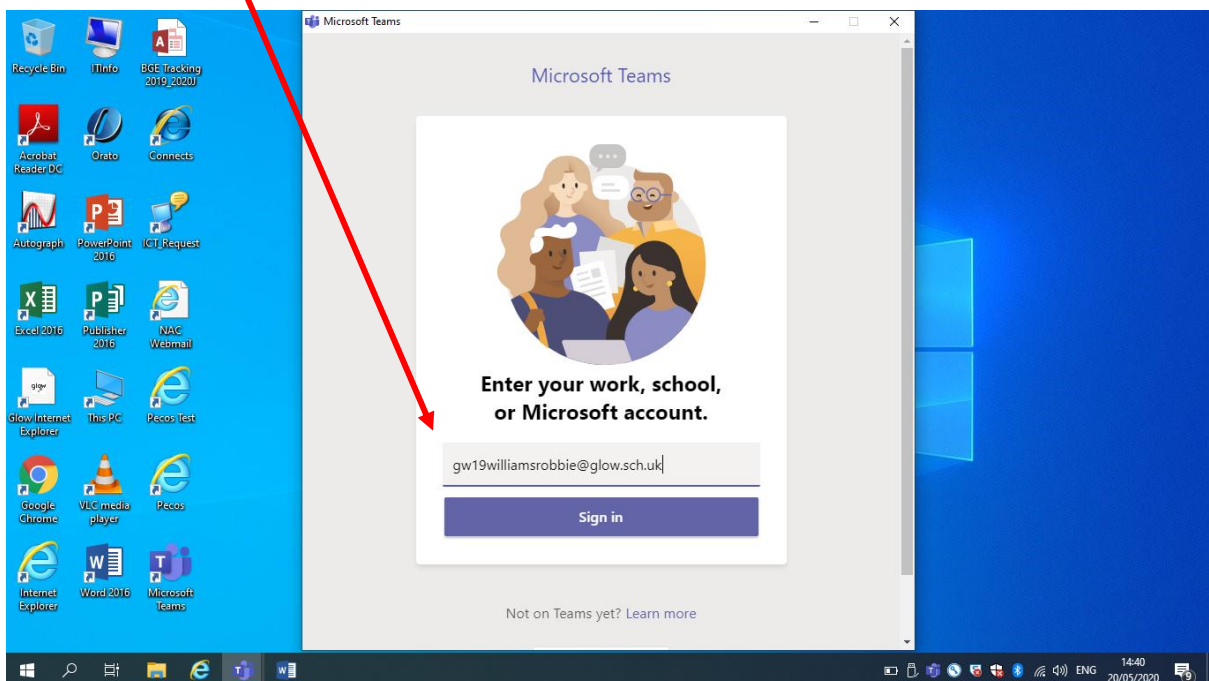 Microsoft Teams
Microsoft Teams
Enter your work, school,
or Microsoft account.
gw19williamsrobbie@glow.sch.uk
Sign in
Not on Teams yet? Learn more
Recycle Bin
ITInfo
BGE Tracking
2019_2020J
Acrobat
Reader DC
Orato
Connects
Autograph
PowerPoint
2016
ICT_Request
Excel 2016
Publisher
2016
NAC
Webmail
glow
Glow Internet
Explorer
This PC
Pecos Test
Google
Chrome
VLC media
player
Pecos
Internet
Explorer
Word 2016
Microsoft
Teams
ENG
14:40
20/05/2020
9